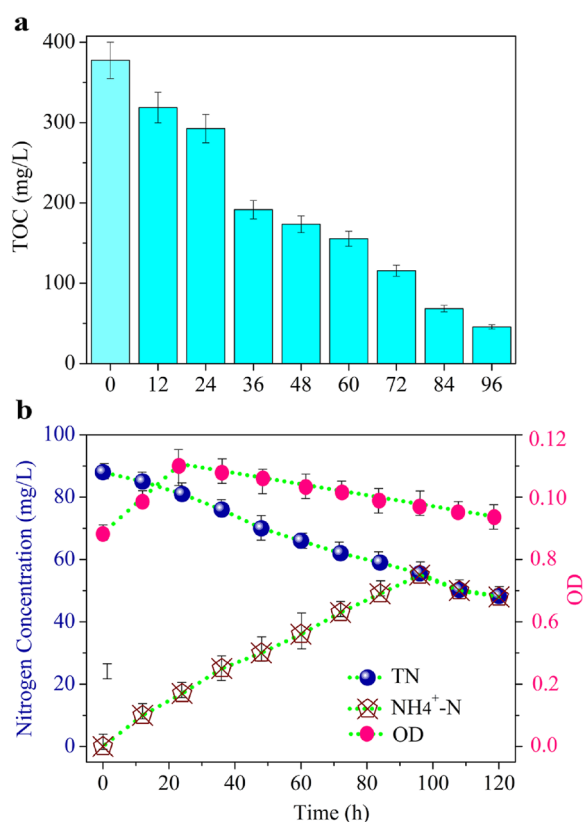 a
400
300
200
100
0
TOC (mg/L)
0 12 24 36 48 60 72 84 96
b
100
80
60
40
20
0
Nitrogen Concentration (mg/L)
0.12
0.10
0.8
0.6
0.2
0.0
OD
TN
NH4⁺-N
OD
0 20 40 60 80 100 120
Time (h)